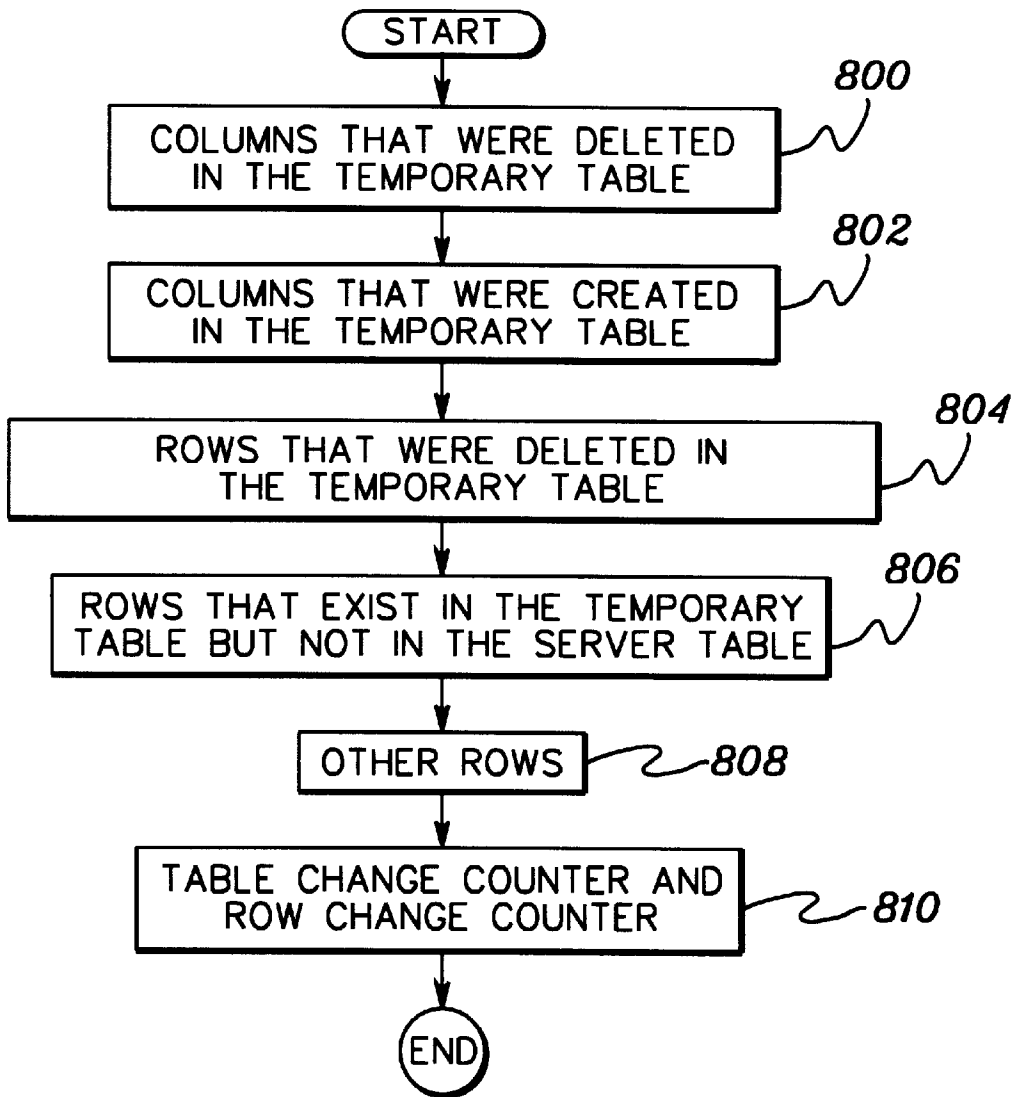 START
800
COLUMNS THAT WERE DELETED
IN THE TEMPORARY TABLE
802
COLUMNS THAT WERE CREATED
IN THE TEMPORARY TABLE
804
ROWS THAT WERE DELETED IN
THE TEMPORARY TABLE
806
ROWS THAT EXIST IN THE TEMPORARY
TABLE BUT NOT IN THE SERVER TABLE
OTHER ROWS
808
TABLE CHANGE COUNTER AND
ROW CHANGE COUNTER
810
END